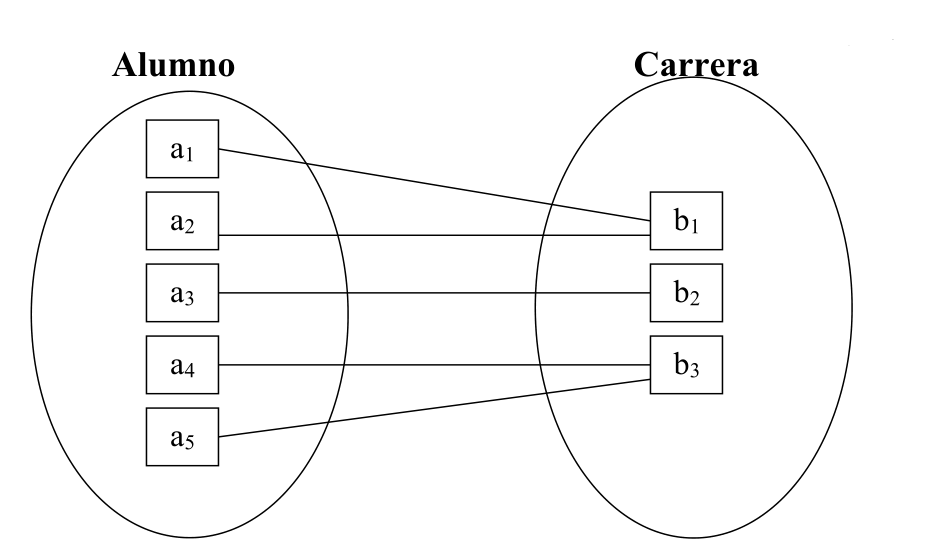 Alumno Carrera
a1
a2 b1
a3 b2
a4 b3
a5